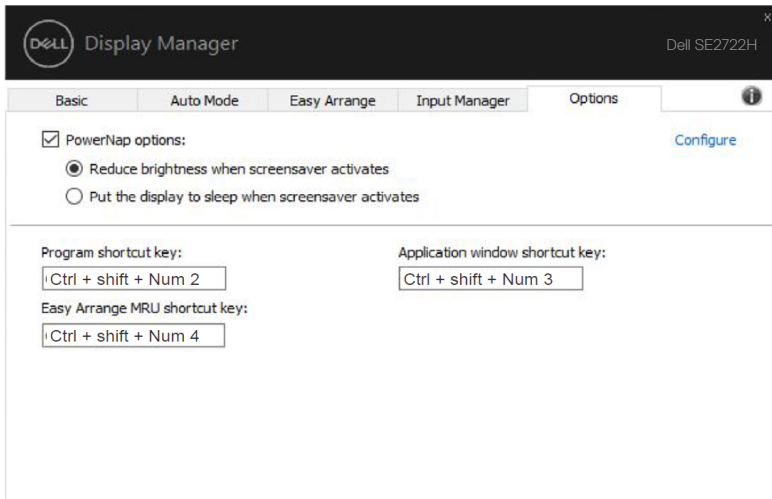 DELL Display Manager
Dell SE2722H
Basic Auto Mode Easy Arrange Input Manager Options
PowerNap options: Configure
Reduce brightness when screensaver activates
Put the display to sleep when screensaver activates
Program shortcut key: Application window shortcut key:
Ctrl + shift + Num 2 Ctrl + shift + Num 3
Easy Arrange MRU shortcut key:
Ctrl + shift + Num 4